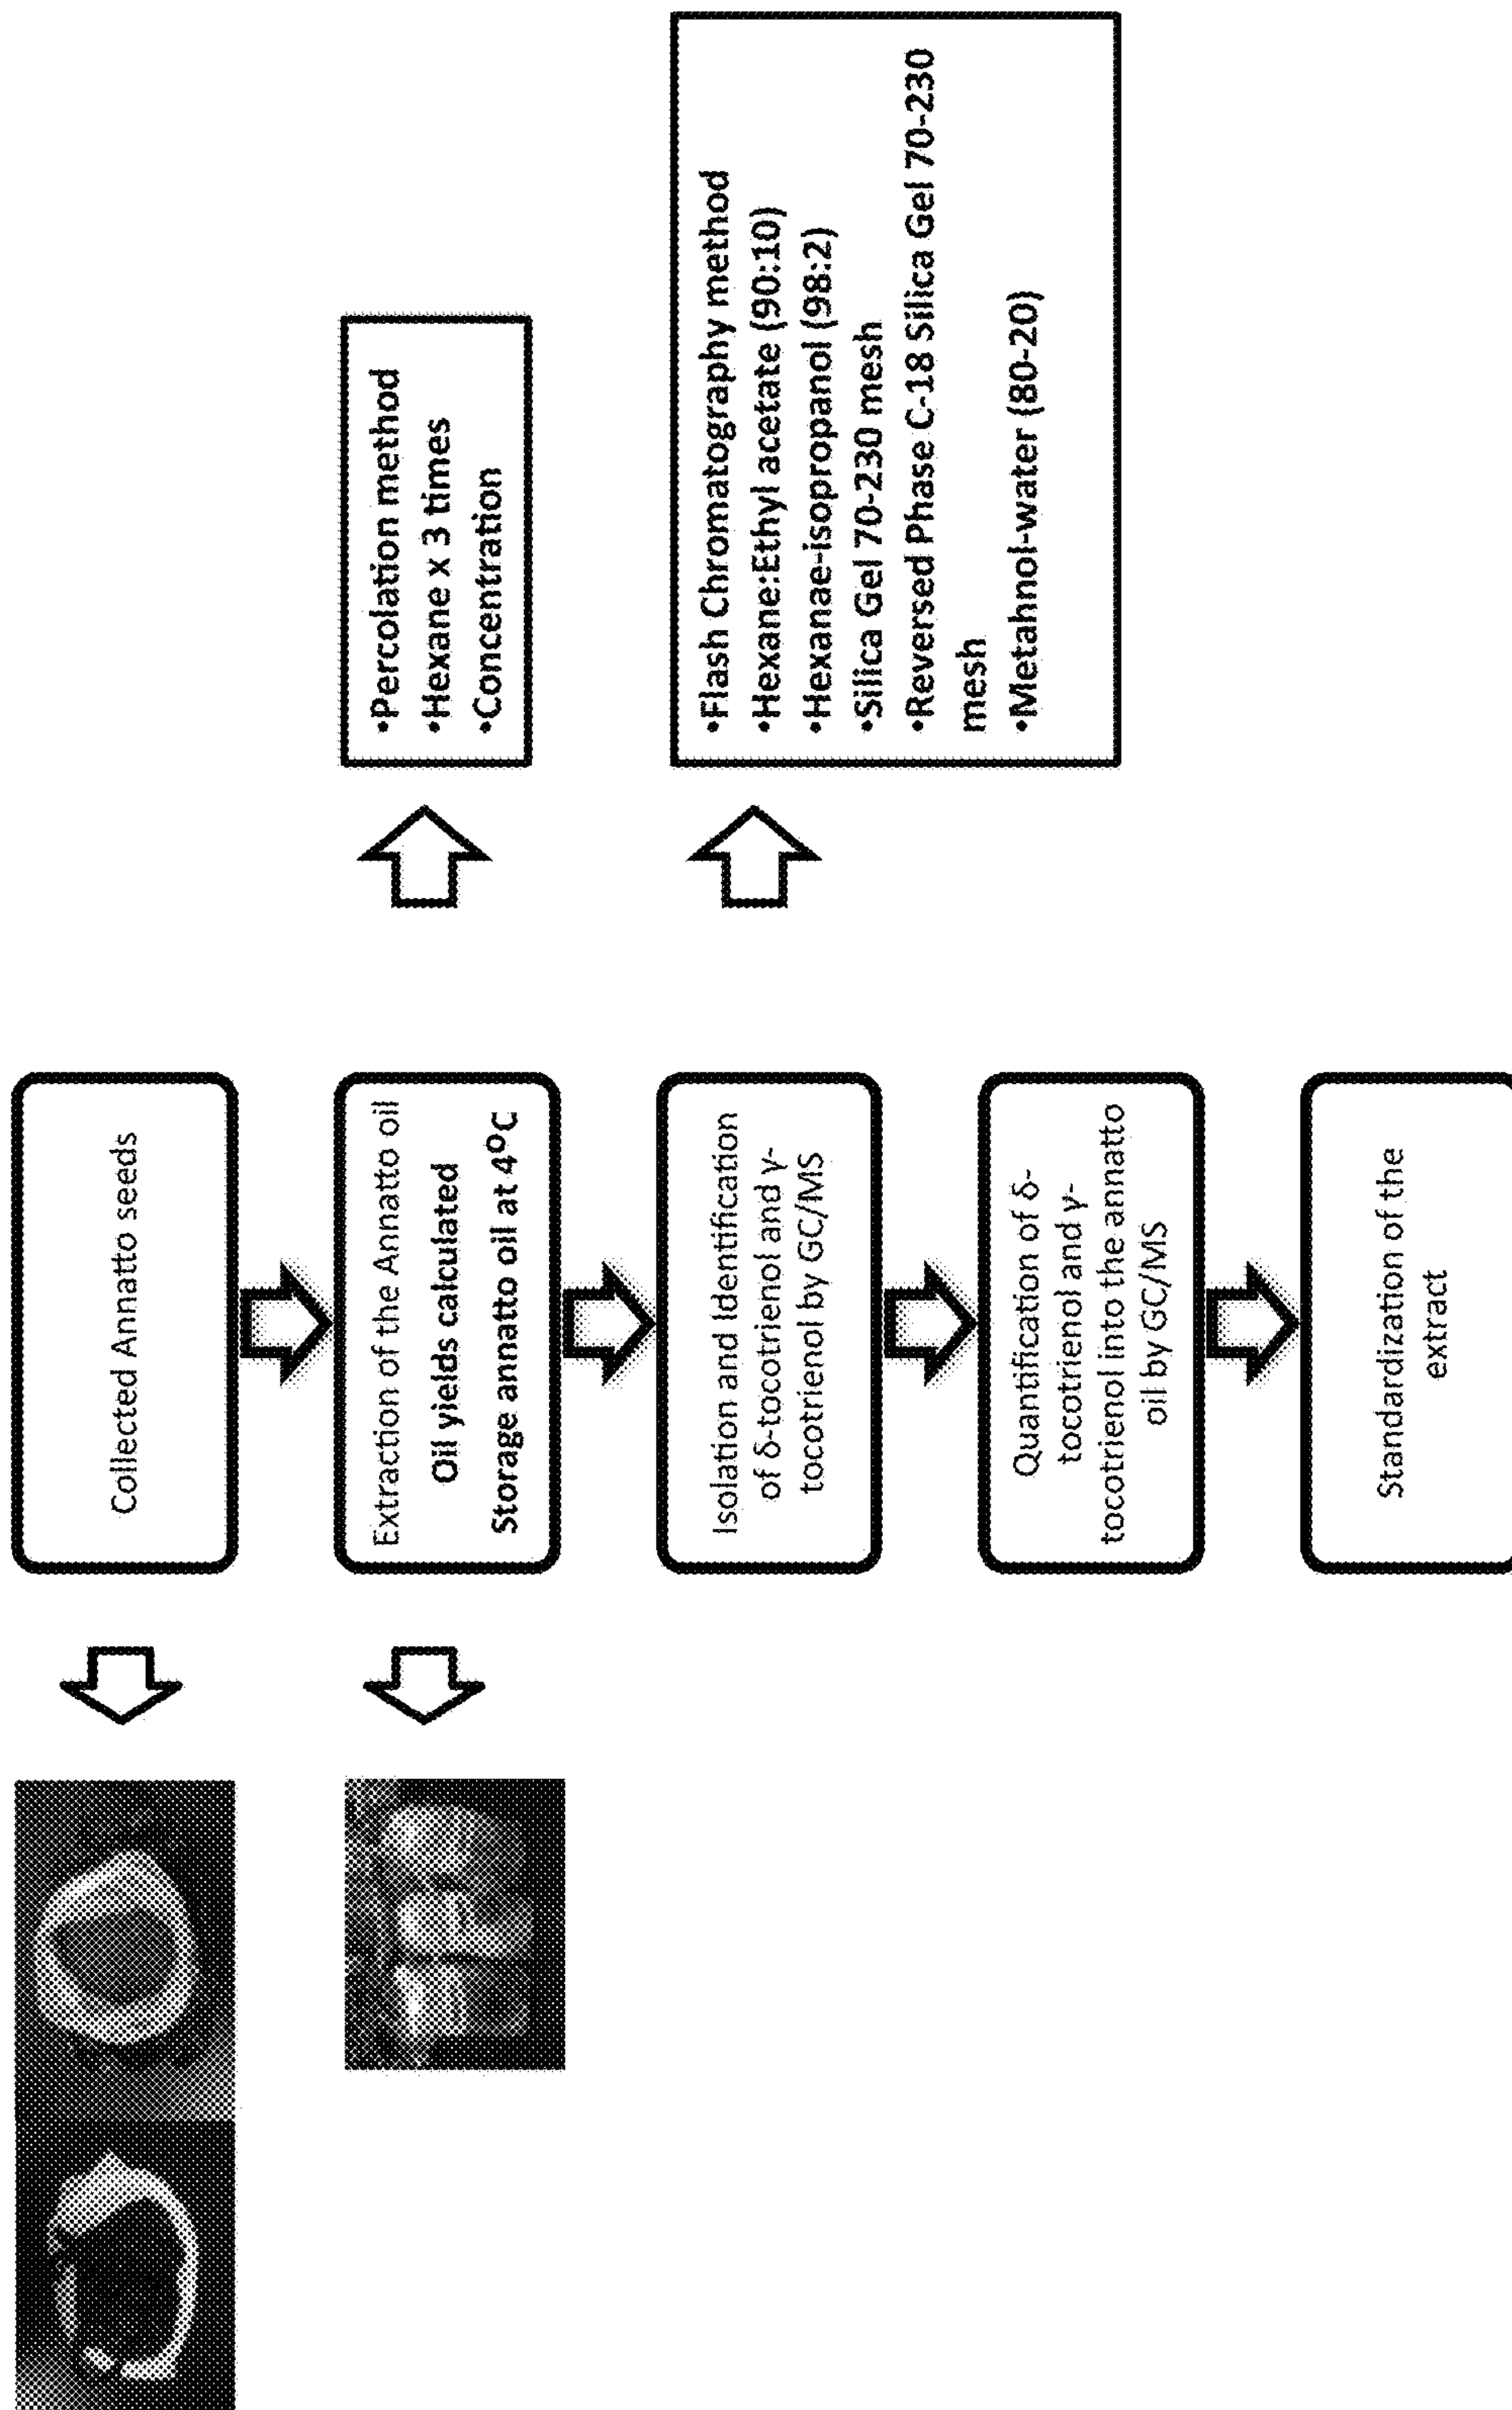 Collected Annatto seeds
Extraction of the Annatto oil
Oil yields calculated
Storage annatto oil at 4⁰C
•Percolation method
•Hexane x 3 times
•Concentration
Isolation and Identification
of δ-tocotrienol and γ-
tocotrienol by GC/MS
•Flash Chromatography method
•Hexane:Ethyl acetate (90:10)
•Hexanae-isopropanol (98:2)
•Silica Gel 70-230 mesh
•Reversed Phase C-18 Silica Gel 70-230
mesh
•Metahnol-water (80-20)
Quantification of δ-
tocotrienol and γ-
tocotrienol into the annatto
oil by GC/MS
Standardization of the
extract